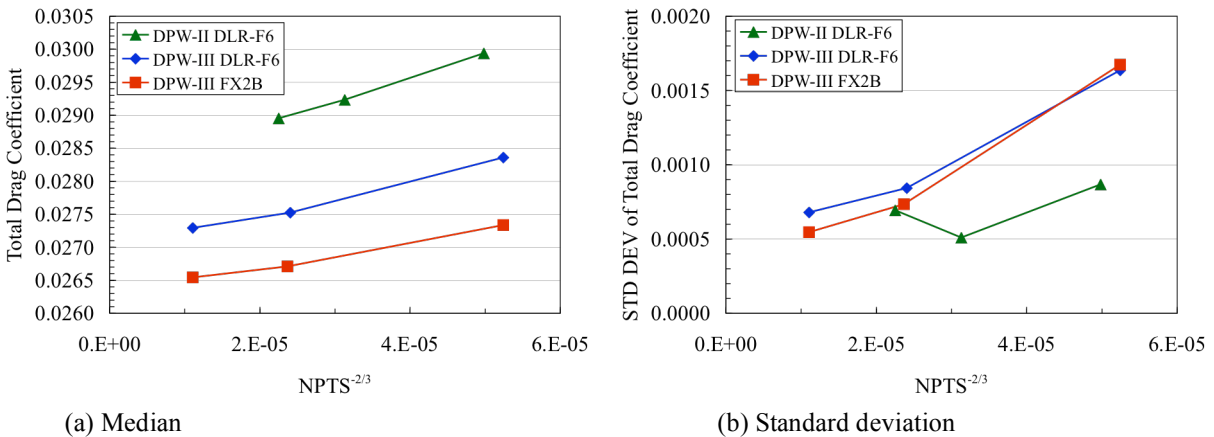 0.0305
0.0300
0.0295
0.0290
0.0285
0.0280
0.0275
0.0270
0.0265
0.0260
Total Drag Coefficient
DPW-II DLR-F6
DPW-III DLR-F6
DPW-III FX2B
0.E+00
2.E-05
4.E-05
6.E-05
NPTS-2/3
(a) Median
0.0020
0.0015
0.0010
0.0005
0.0000
STD DEV of Total Drag Coefficient
DPW-II DLR-F6
DPW-III DLR-F6
DPW-III FX2B
0.E+00
2.E-05
4.E-05
6.E-05
NPTS-2/3
(b) Standard deviation